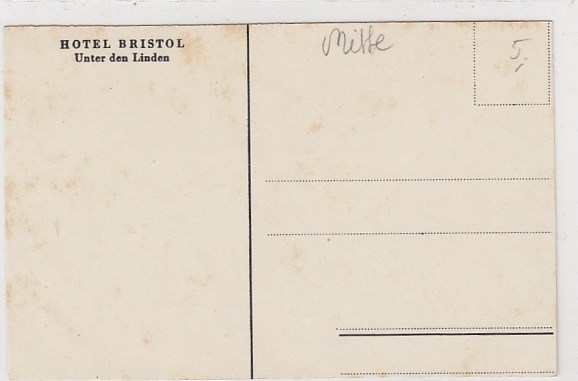 HOTEL BRISTOL
Unter den Linden
Mitte
5,